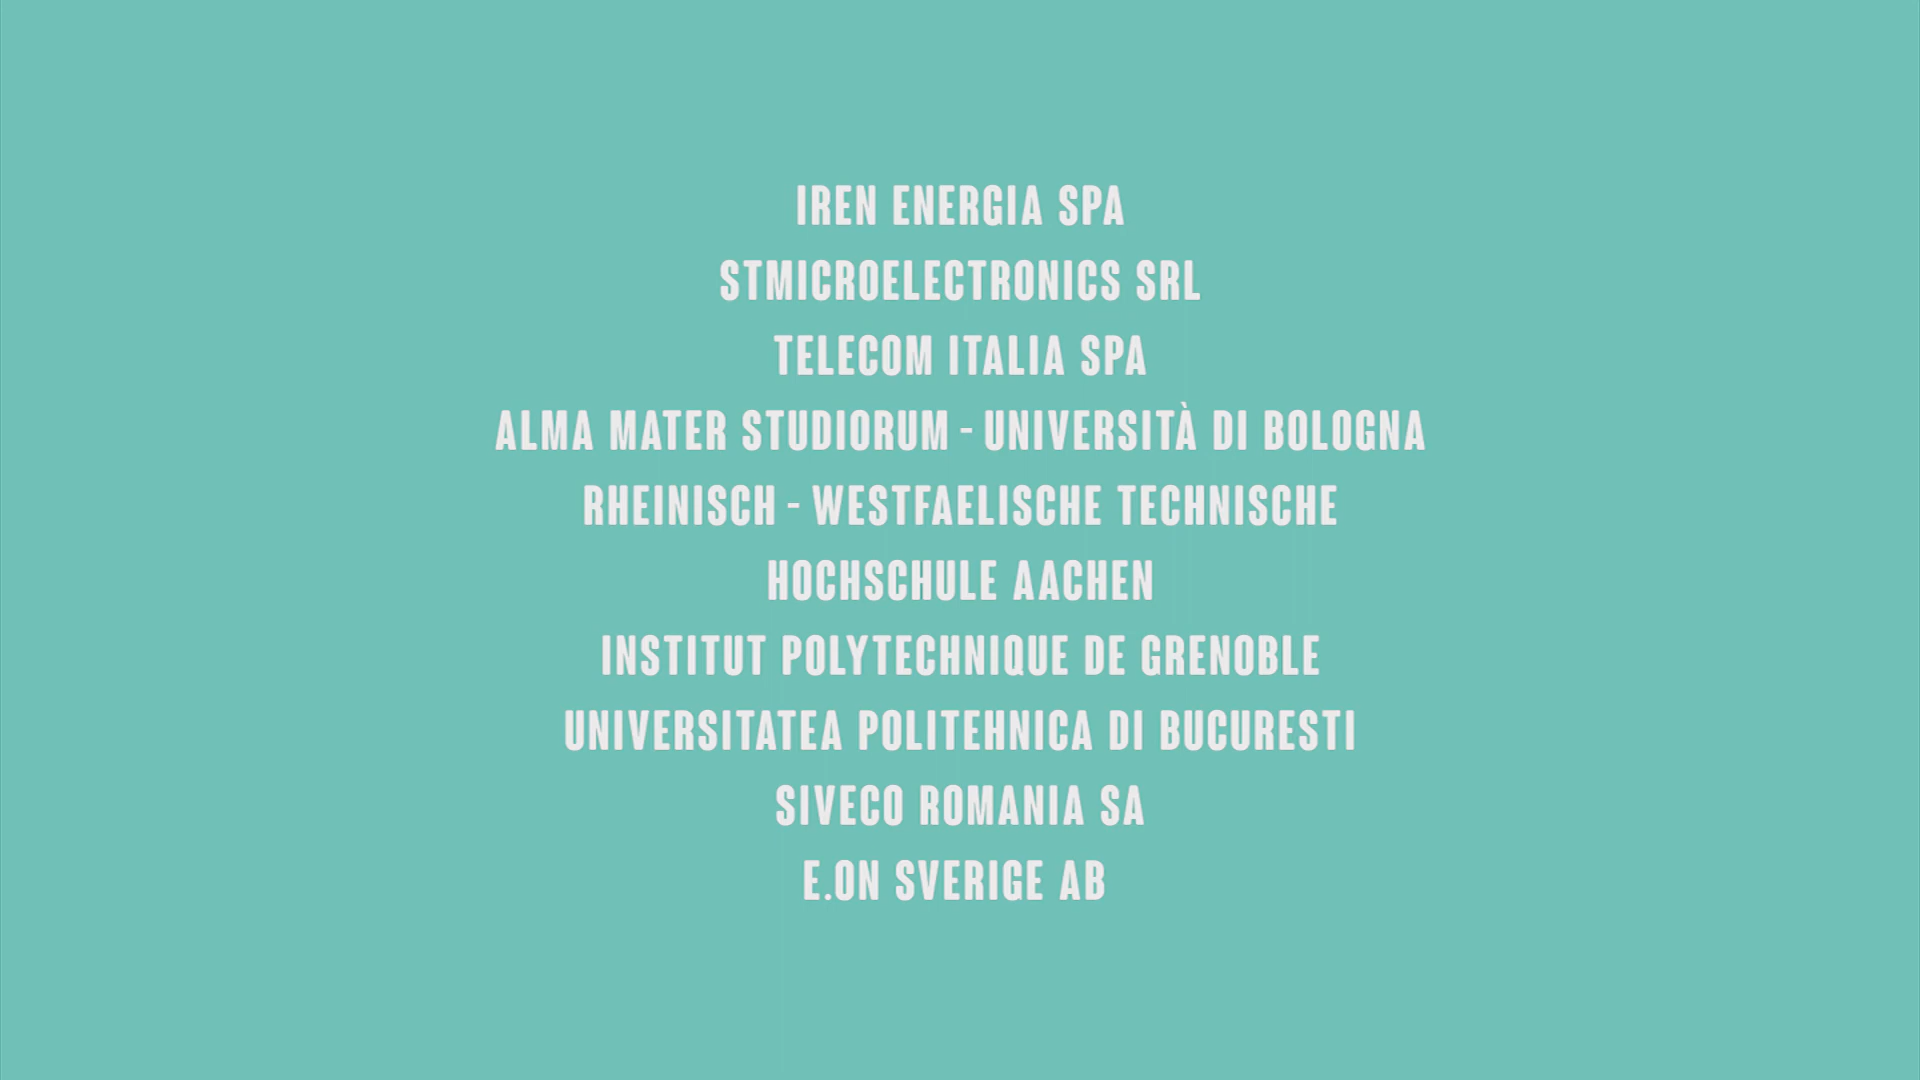 IREN ENERGIA SPA
STMICROELECTRONICS SRL
TELECOM ITALIA SPA
ALMA MATER STUDIORUM - UNIVERSITÀ DI BOLOGNA
RHEINISCH - WESTFAELISCHE TECHNISCHE
HOCHSCHULE AACHEN
INSTITUT POLYTECHNIQUE DE GRENOBLE
UNIVERSITATEA POLITEHNICA DI BUCURESTI
SIVECO ROMANIA SA
E.ON SVERIGE AB